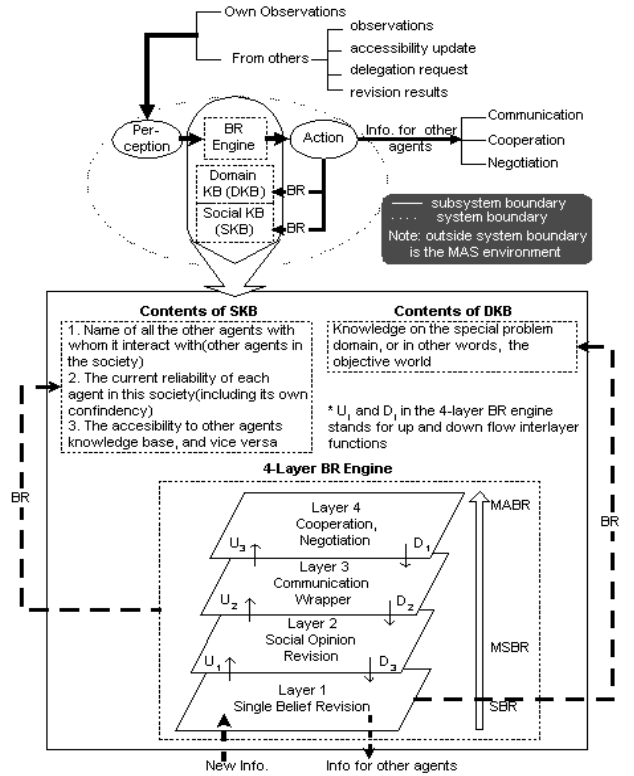 Own Observations
From others
observations
accessibility update
delegation request
revision results
Per-
ception
BR
Engine
Action
Info. for other
agents
Communication
Cooperation
Negotiation
Domain
KB (DKB)
BR
Social KB
(SKB)
BR
subsystem boundary
system boundary
Note: outside system boundary
is the MAS environment
Contents of SKB
1. Name of all the other agents with
whom it interact with(other agents in
the society)
2. The current reliability of each
agent in this society(including its own
confindency)
3. The accesibility to other agents
knowledge base, and vice versa
Contents of DKB
Knowledge on the special problem
domain, or in other words, the
objective world
* U₁ and D₁ in the 4-layer BR engine
stands for up and down flow interlayer
functions
4-Layer BR Engine
BR
BR
Layer 4
Cooperation,
Negotiation
U₃
D₁
MABR
Layer 3
Communication
Wrapper
U₂
D₂
Layer 2
Social Opinion
Revision
U₁
D₃
MSBR
Layer 1
Single Belief Revision
SBR
New Info.
Info for other agents